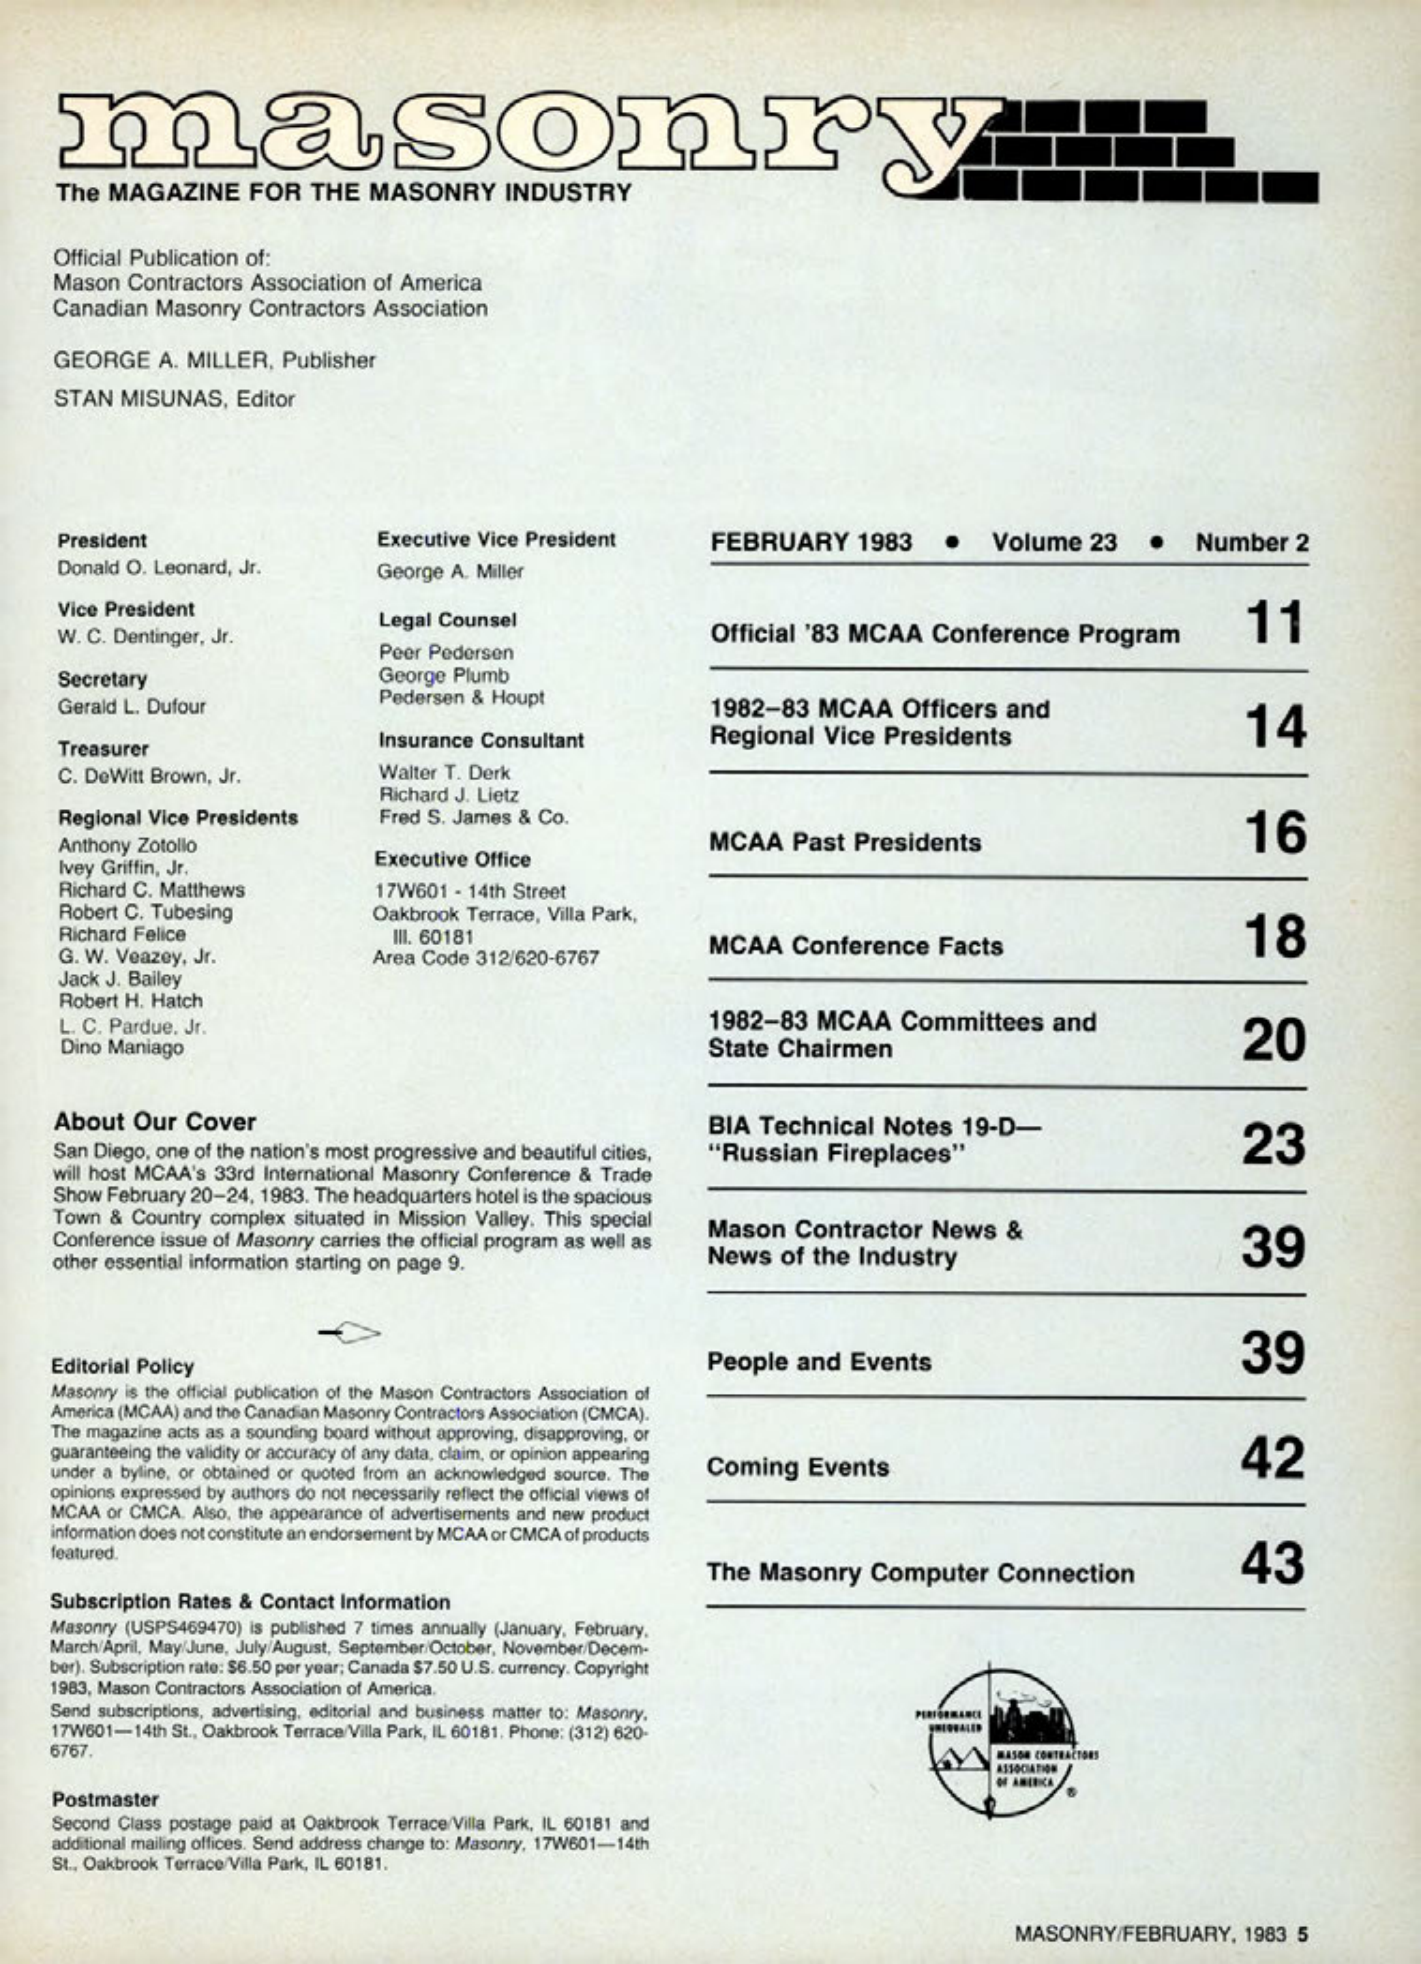 masonry
The MAGAZINE FOR THE MASONRY INDUSTRY
Official Publication of:
Mason Contractors Association of America
Canadian Masonry Contractors Association
GEORGE A. MILLER, Publisher
STAN MISUNAS, Editor
President
Donald O. Leonard, Jr.
Vice President
W. C. Dentinger, Jr.
Secretary
Gerald L. Dufour
Treasurer
C. DeWitt Brown, Jr.
Regional Vice Presidents
Anthony Zotollo
Ivey Griffin, Jr.
Richard C. Matthews
Robert C. Tubesing
Richard Felice
G. W. Veazey, Jr.
Jack J. Bailey
Robert H. Hatch
L. C. Pardue, Jr.
Dino Maniago
Executive Vice President
George A. Miller
Legal Counsel
Peer Pedersen
George Plumb
Pedersen & Houpt
Insurance Consultant
Walter T. Derk
Richard J. Lietz
Fred S. James & Co.
Executive Office
17W601 - 14th Street
Oakbrook Terrace, Villa Park,
Ill. 60181
Area Code 312/620-6767
About Our Cover
San Diego, one of the nation's most progressive and beautiful cities,
will host MCAA's 33rd International Masonry Conference & Trade
Show February 20–24, 1983. The headquarters hotel is the spacious
Town & Country complex situated in Mission Valley. This special
Conference issue of Masonry carries the official program as well as
other essential information starting on page 9.
Editorial Policy
Masonry is the official publication of the Mason Contractors Association of
America (MCAA) and the Canadian Masonry Contractors Association (CMCA).
The magazine acts as a sounding board without approving, disapproving, or
guaranteeing the validity or accuracy of any data, claim, or opinion appearing
under a byline, or obtained or quoted from an acknowledged source. The
opinions expressed by authors do not necessarily reflect the official views of
MCAA or CMCA. Also, the appearance of advertisements and new product
information does not constitute an endorsement by MCAA or CMCA of products
featured.
Subscription Rates & Contact Information
Masonry (USPS469470) is published 7 times annually (January, February,
March/April, May/June, July/August, September/October, November/Decem-
ber). Subscription rate: $6.50 per year; Canada $7.50 U.S. currency. Copyright
1983, Mason Contractors Association of America.
Send subscriptions, advertising, editorial and business matter to: Masonry,
17W601—14th St., Oakbrook Terrace/Villa Park, IL 60181. Phone: (312) 620-
6767.
Postmaster
Second Class postage paid at Oakbrook Terrace/Villa Park, IL 60181 and
additional mailing offices. Send address change to: Masonry, 17W601—14th
St., Oakbrook Terrace/Villa Park, IL 60181.
FEBRUARY 1983 • Volume 23 • Number 2
Official '83 MCAA Conference Program 11
1982–83 MCAA Officers and
Regional Vice Presidents 14
MCAA Past Presidents 16
MCAA Conference Facts 18
1982–83 MCAA Committees and
State Chairmen 20
BIA Technical Notes 19-D—
"Russian Fireplaces" 23
Mason Contractor News &
News of the Industry 39
People and Events 39
Coming Events 42
The Masonry Computer Connection 43
PERFORMANCE
UNEQUALED
MASON CONTRACTORS
ASSOCIATION
OF AMERICA
®
MASONRY/FEBRUARY, 1983 5